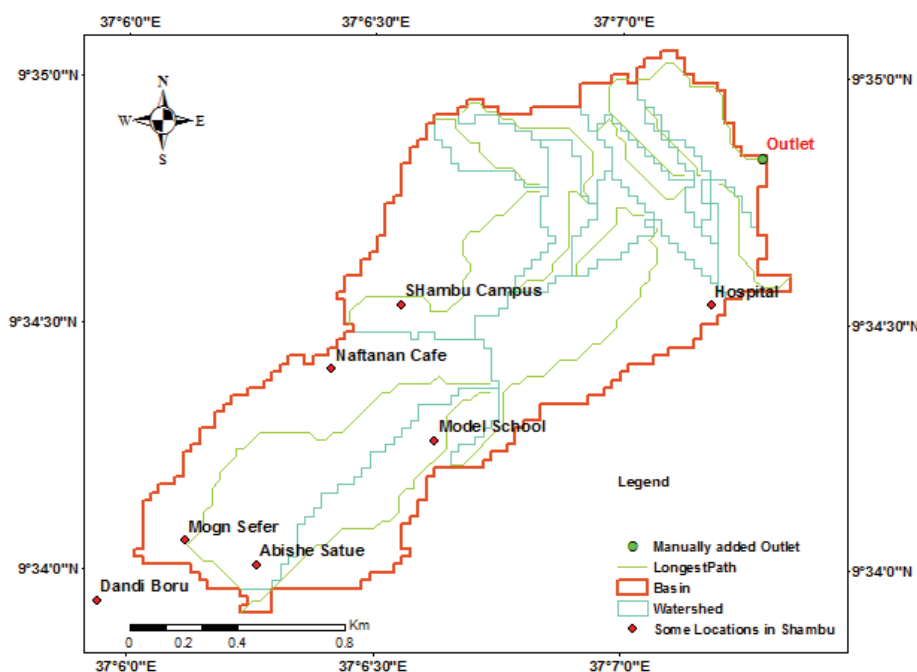 37°6'0"E 37°6'30"E 37°7'0"E
9°35'0"N 9°35'0"N
N
W E
S
Outlet
SHambu Campus
Hospital
9°34'30"N 9°34'30"N
Naftanan Cafe
Model School
Legend
Mogn Sefer
Abishe Satue
Manually added Outlet
LongestPath
9°34'0"N 9°34'0"N
Dandi Boru
Basin
Watershed
Some Locations in Shambu
Km
0 0.2 0.4 0.8
37°6'0"E 37°6'30"E 37°7'0"E